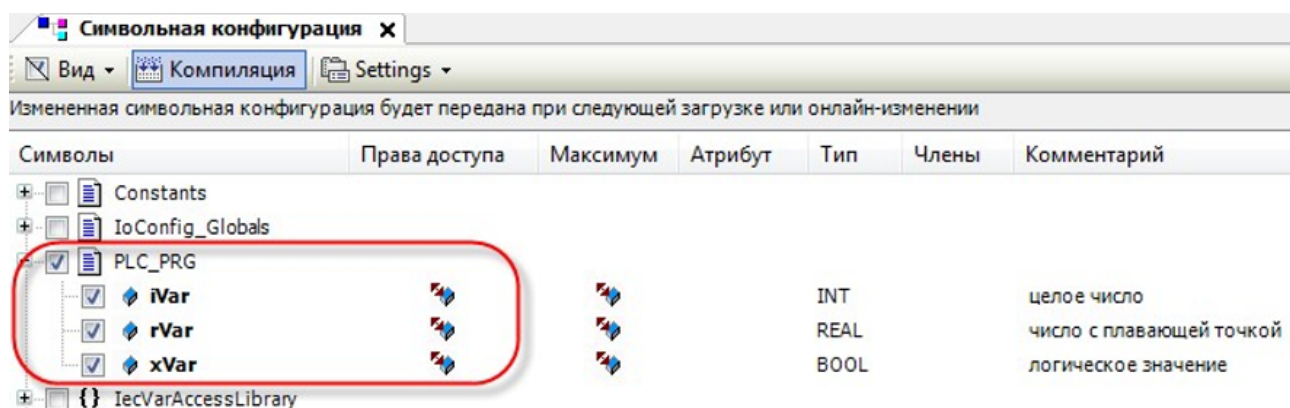 Символьная конфигурация X
Вид Компиляция Settings
Измененная символьная конфигурация будет передана при следующей загрузке или онлайн-изменении
Символы Права доступа Максимум Атрибут Тип Члены Комментарий
Constants
IoConfig_Globals
PLC_PRG
iVar INT целое число
rVar REAL число с плавающей точкой
xVar BOOL логическое значение
{} IecVarAccessLibrary